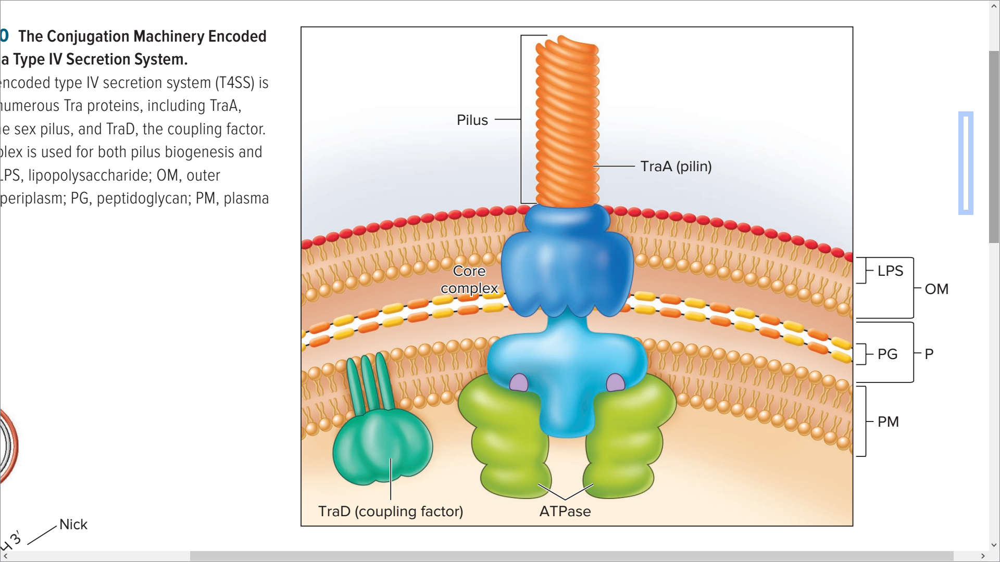 0 The Conjugation Machinery Encoded
a Type IV Secretion System.
encoded type IV secretion system (T4SS) is
numerous Tra proteins, including TraA,
e sex pilus, and TraD, the coupling factor.
plex is used for both pilus biogenesis and
LPS, lipopolysaccharide; OM, outer
periplasm; PG, peptidoglycan; PM, plasma
Pilus
TraA (pilin)
Core
complex
LPS
OM
PG
P
PM
TraD (coupling factor)
ATPase
Nick
3′